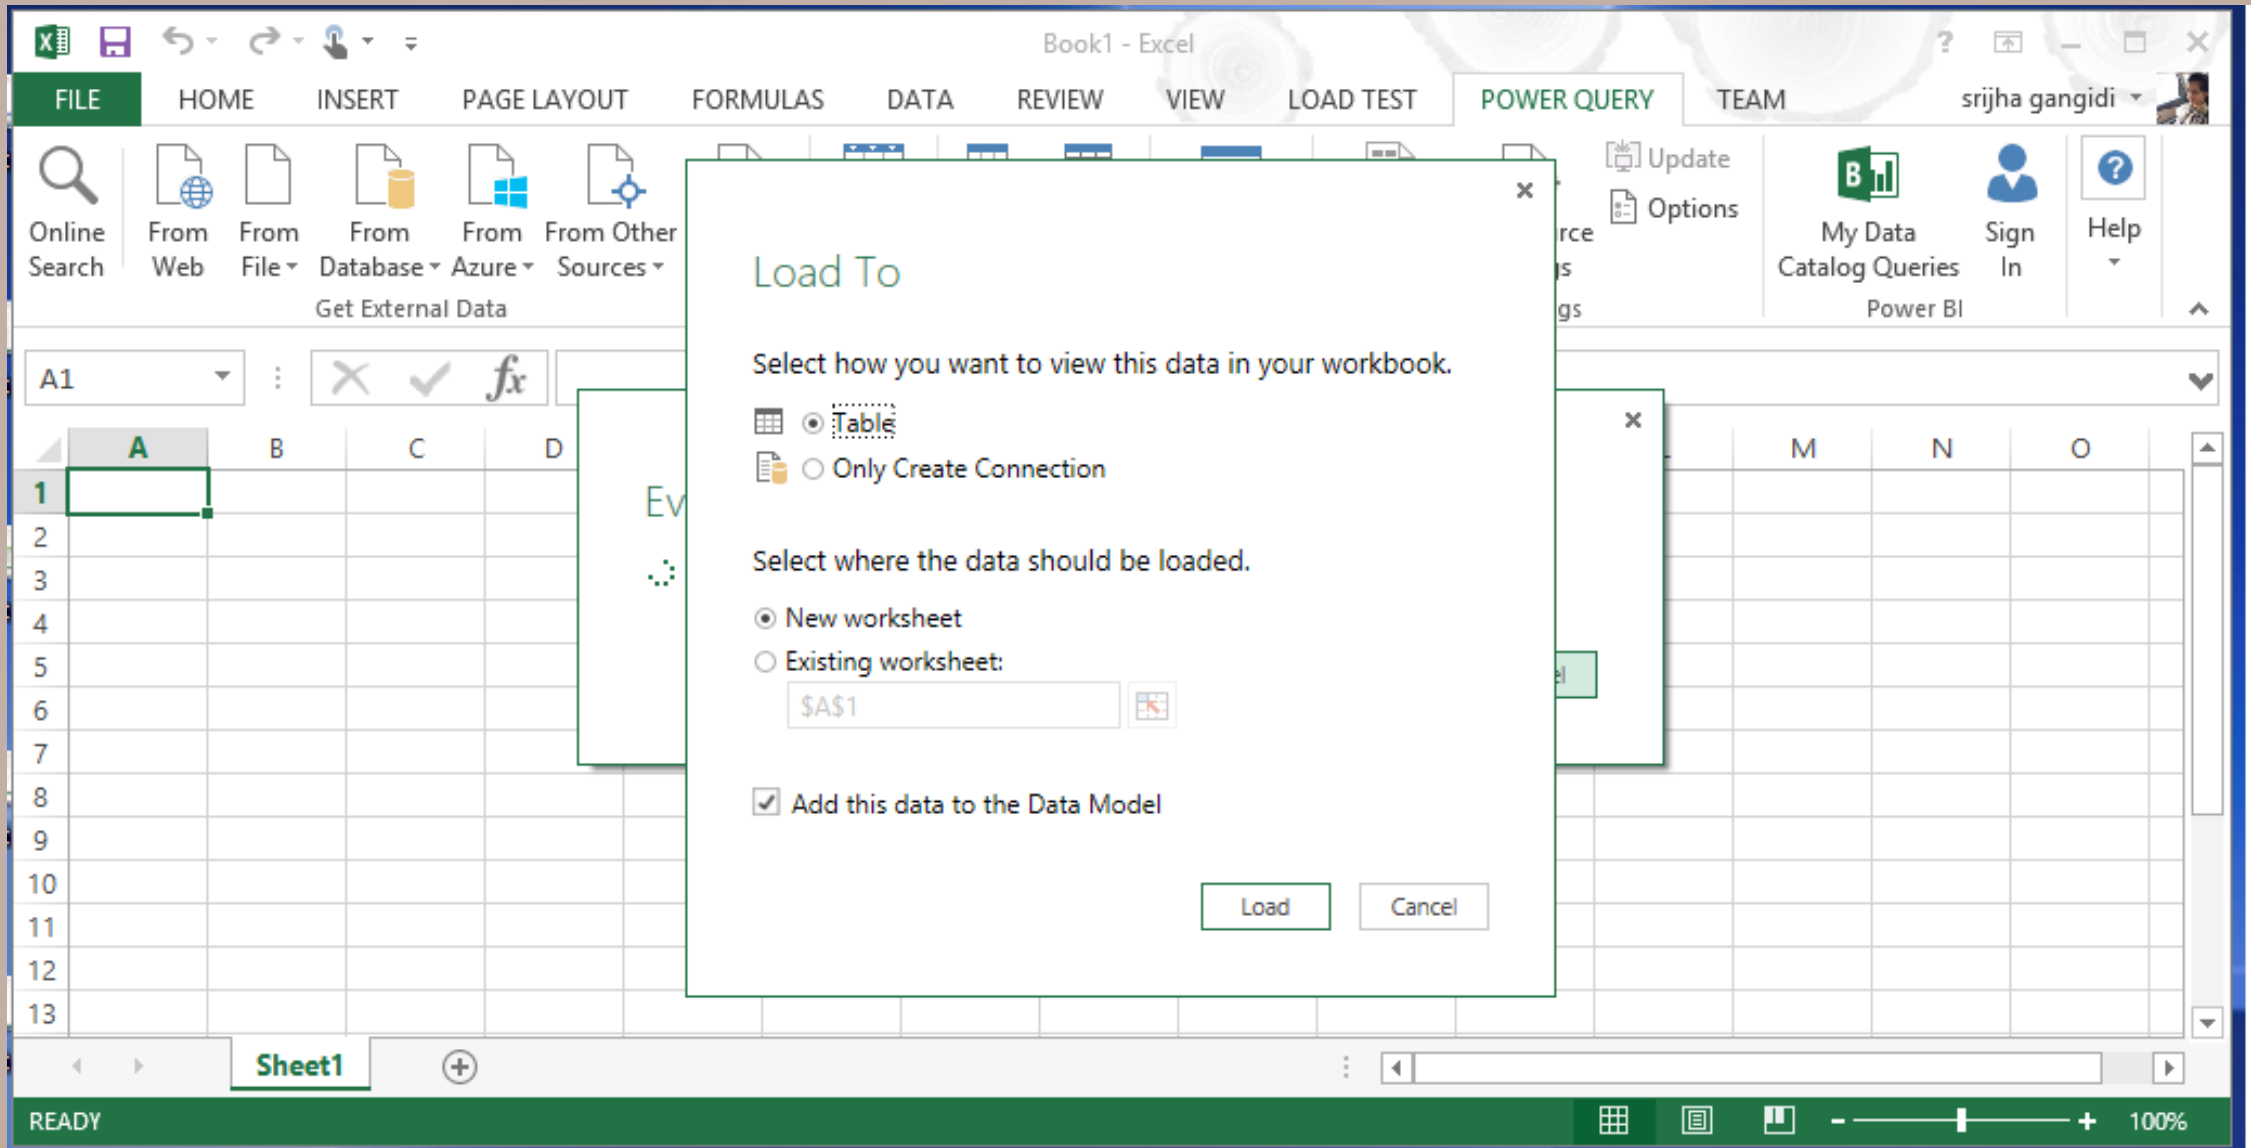 Book1 - Excel
FILE HOME INSERT PAGE LAYOUT FORMULAS DATA REVIEW VIEW LOAD TEST POWER QUERY TEAM srijha gangidi
Online Search
From Web
From File
From Database
From Azure
From Other Sources
Get External Data
rce
gs
Update
Options
My Data Catalog Queries
Sign In
Help
Power BI
A1
fx
A B C D M N O
1
2
3
4
5
6
7
8
9
10
11
12
13
Ev
Load To
Select how you want to view this data in your workbook.
Table
Only Create Connection
Select where the data should be loaded.
New worksheet
Existing worksheet:
$A$1
Add this data to the Data Model
Load Cancel
Sheet1
READY
100%